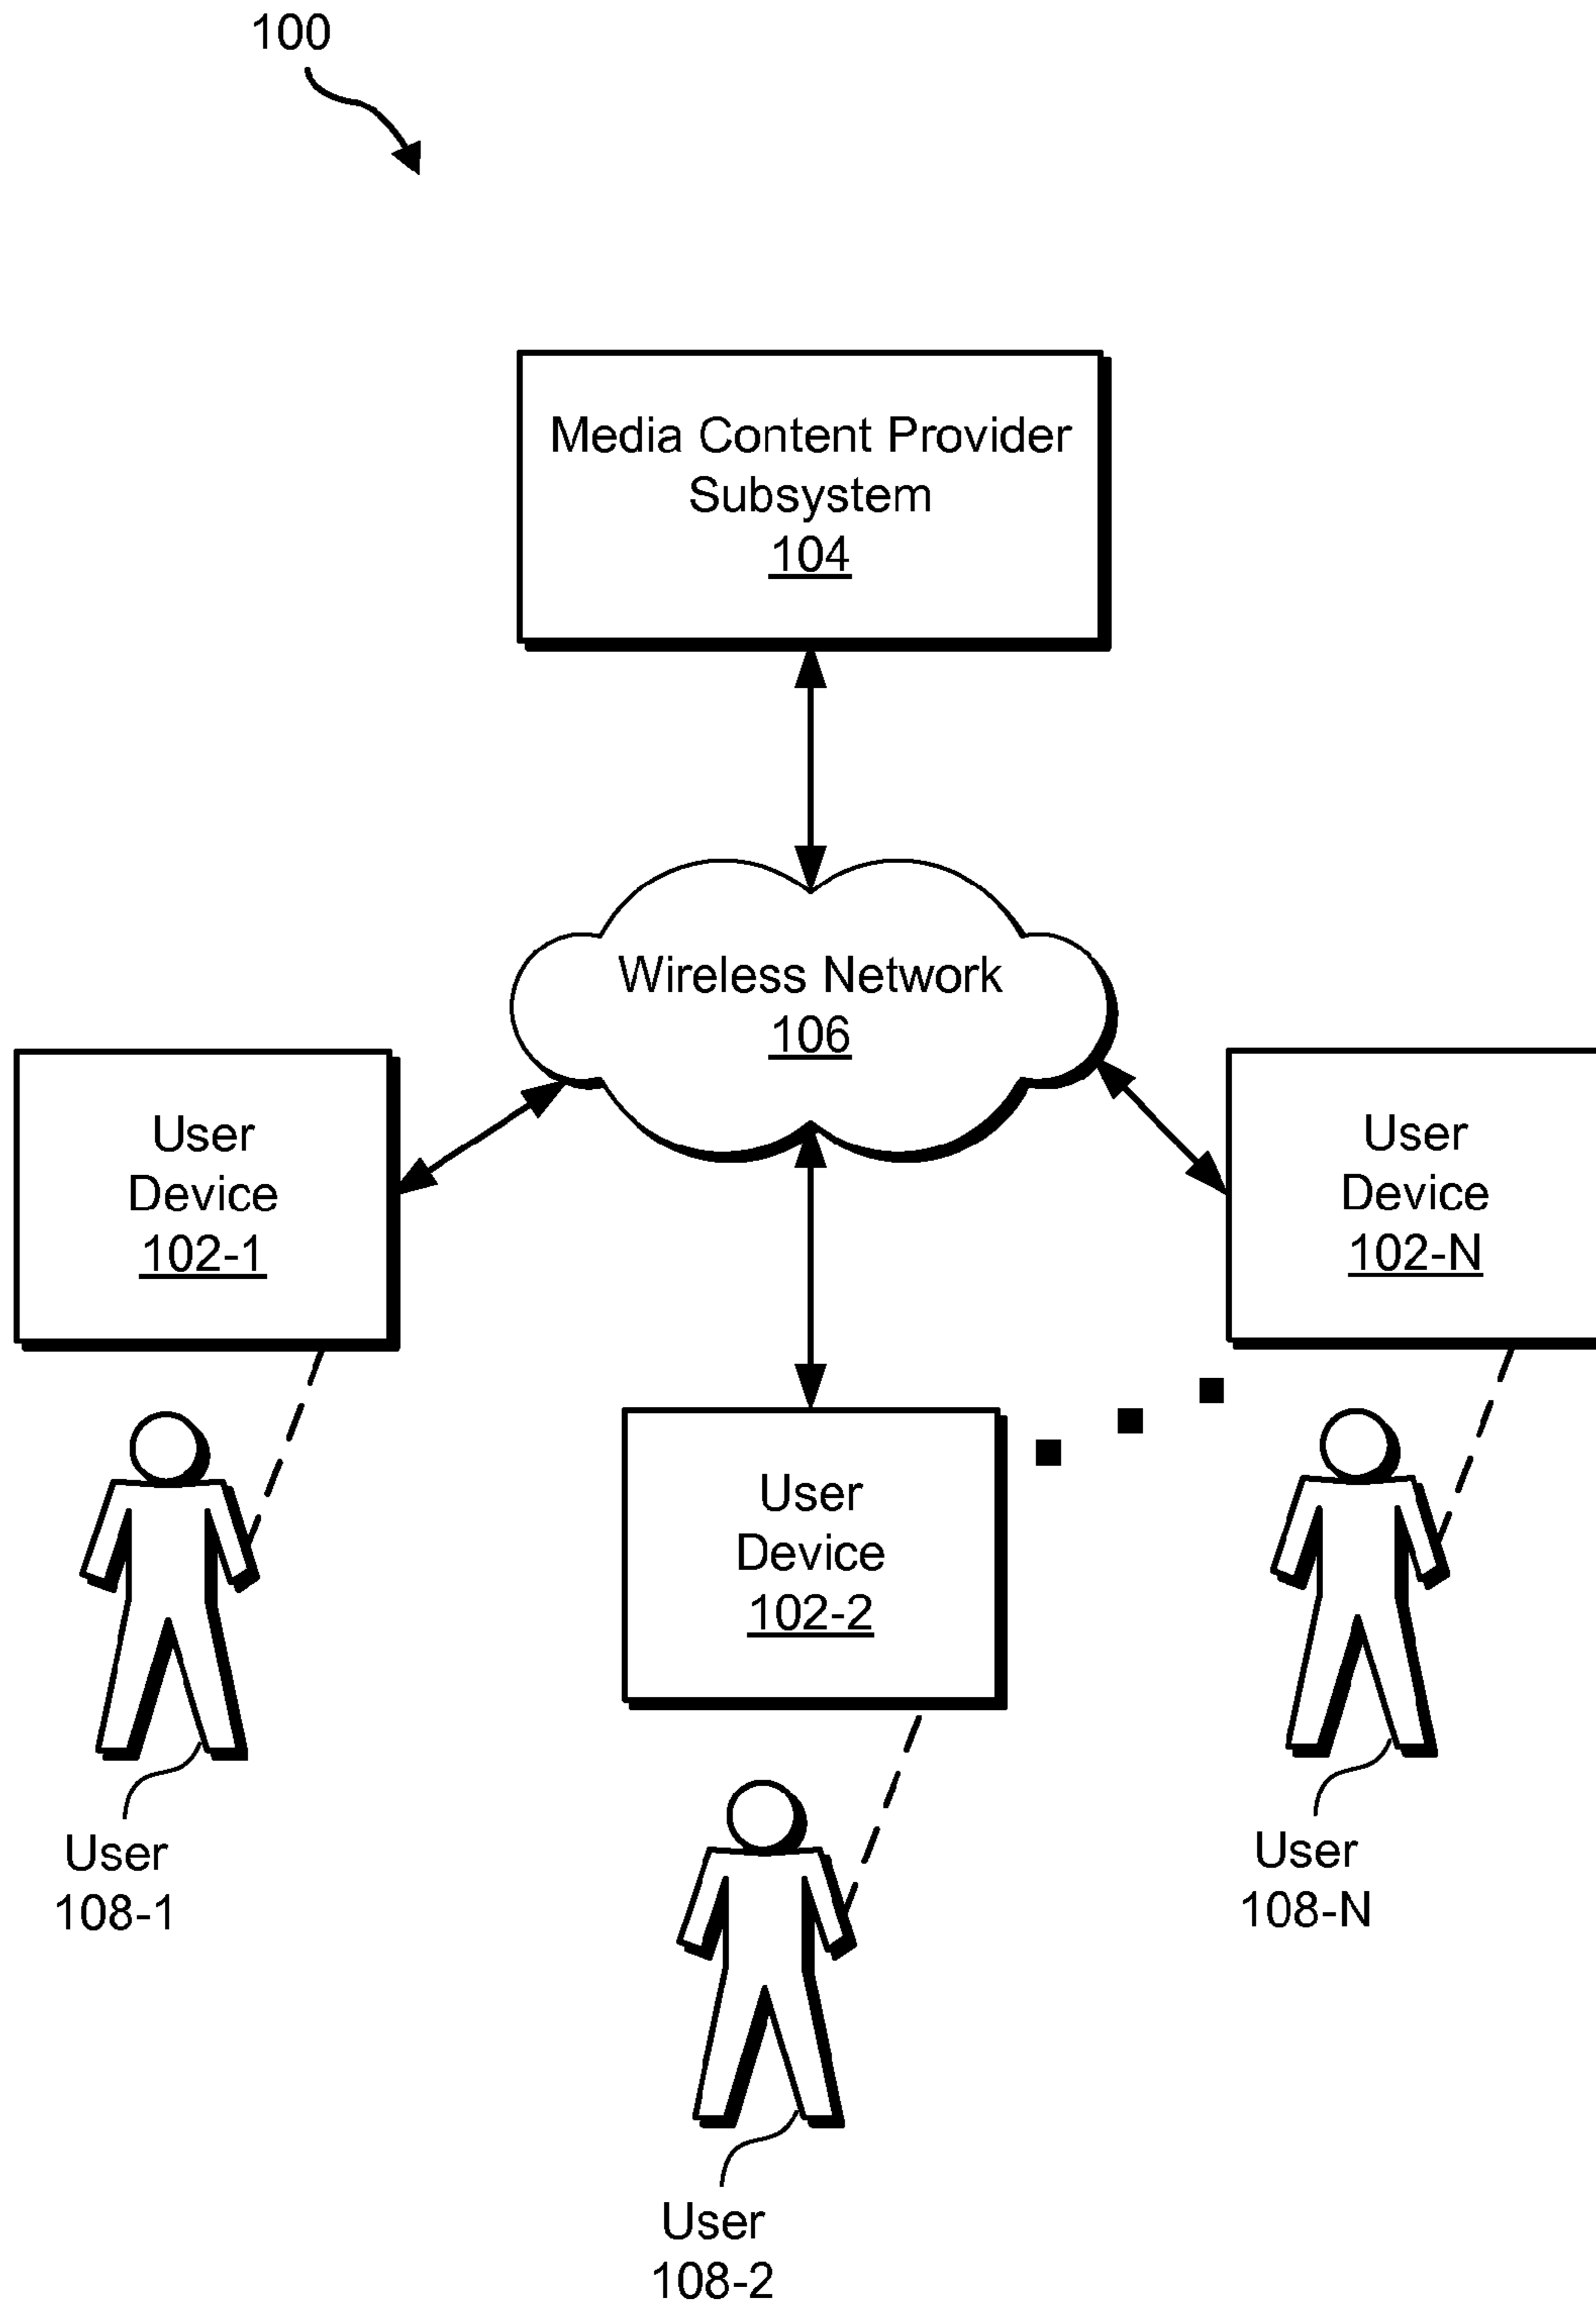 100
Media Content Provider
Subsystem
104
Wireless Network
106
User
Device
102-1
User
Device
102-N
User
Device
102-2
User
108-1
User
108-N
User
108-2